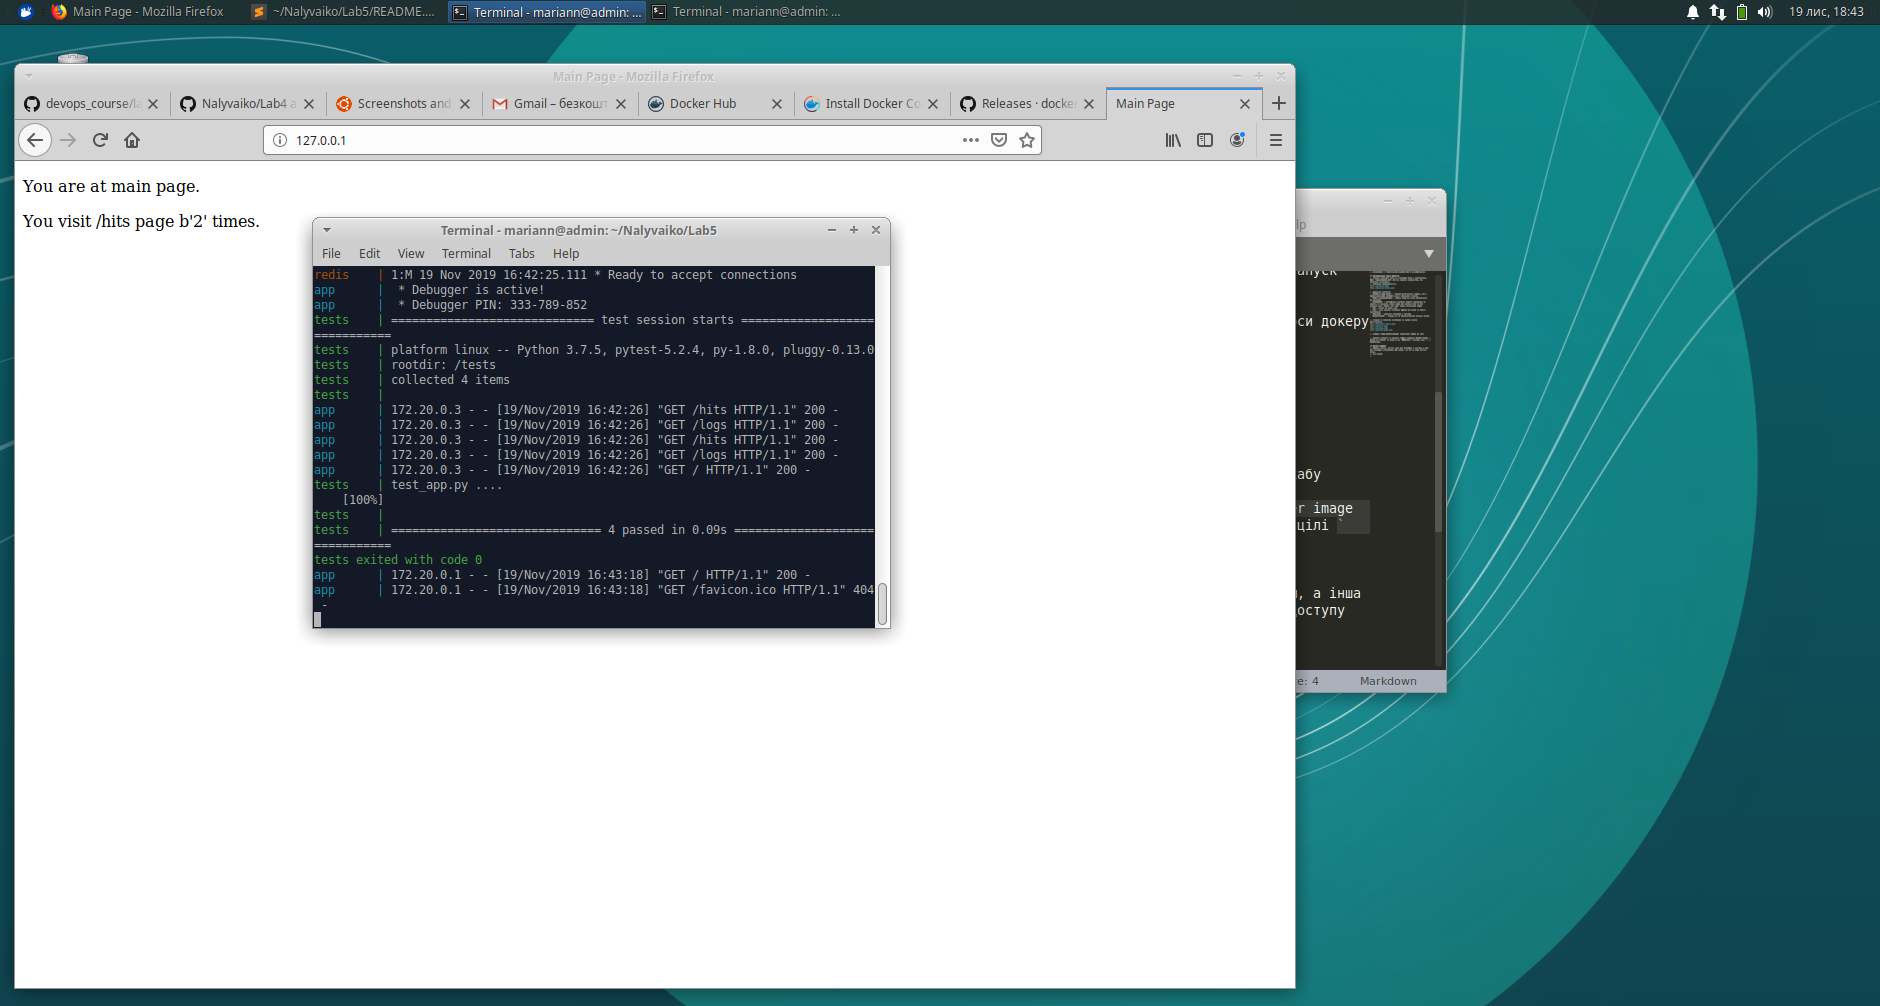 Main Page - Mozilla Firefox
~/Nalyvaiko/Lab5/README....
Terminal - mariann@admin: ...
Terminal - mariann@admin: ...
19 лис, 18:43
Main Page - Mozilla Firefox
devops_course/la
Nalyvaiko/Lab4 a
Screenshots and
Gmail – безкошт
Docker Hub
Install Docker Co
Releases · docker
Main Page
127.0.0.1
You are at main page.
You visit /hits page b'2' times.
Terminal - mariann@admin: ~/Nalyvaiko/Lab5
File Edit View Terminal Tabs Help
redis    | 1:M 19 Nov 2019 16:42:25.111 * Ready to accept connections
app      |  * Debugger is active!
app      |  * Debugger PIN: 333-789-852
tests    | ============================= test session starts ===================
===========
tests    | platform linux -- Python 3.7.5, pytest-5.2.4, py-1.8.0, pluggy-0.13.0
tests    | rootdir: /tests
tests    | collected 4 items
tests    |
app      | 172.20.0.3 - - [19/Nov/2019 16:42:26] "GET /hits HTTP/1.1" 200 -
app      | 172.20.0.3 - - [19/Nov/2019 16:42:26] "GET /logs HTTP/1.1" 200 -
app      | 172.20.0.3 - - [19/Nov/2019 16:42:26] "GET /hits HTTP/1.1" 200 -
app      | 172.20.0.3 - - [19/Nov/2019 16:42:26] "GET /logs HTTP/1.1" 200 -
app      | 172.20.0.3 - - [19/Nov/2019 16:42:26] "GET / HTTP/1.1" 200 -
tests    | test_app.py ....
    [100%]
tests    |
tests    | ============================== 4 passed in 0.09s ====================
===========
tests exited with code 0
app      | 172.20.0.1 - - [19/Nov/2019 16:43:18] "GET / HTTP/1.1" 200 -
app      | 172.20.0.1 - - [19/Nov/2019 16:43:18] "GET /favicon.ico HTTP/1.1" 404
 -
lp
апуск
еси докеру
абу
r image
цілі `
, а інша
оступу
e: 4
Markdown